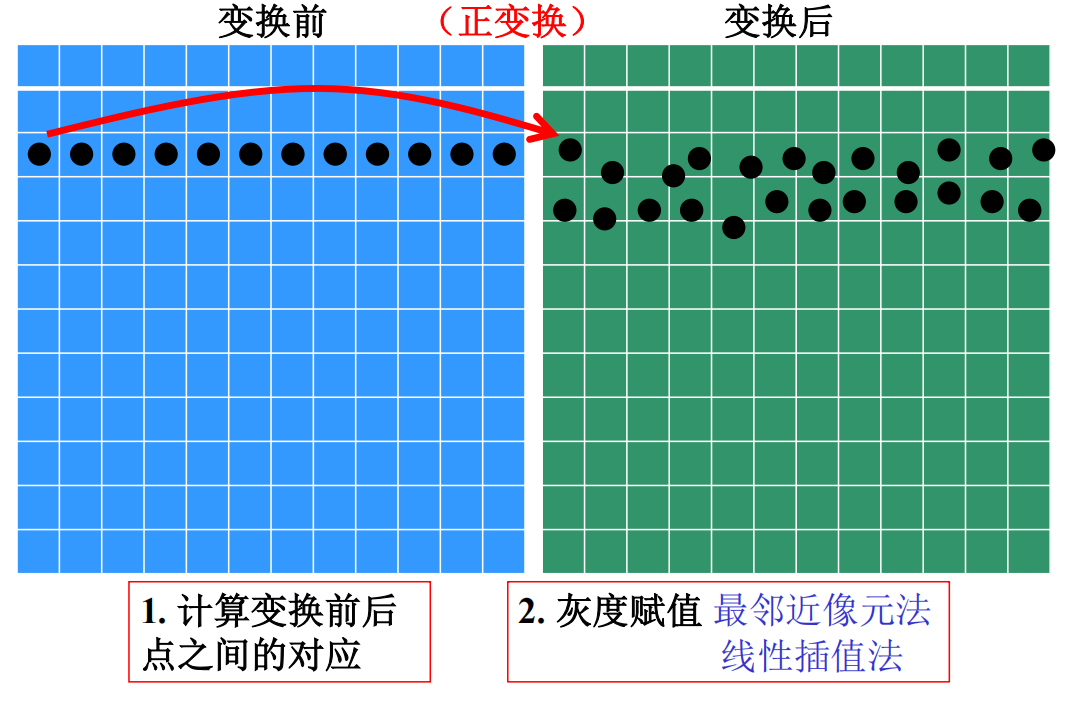 变换前 （正变换） 变换后
1. 计算变换前后
点之间的对应
2. 灰度赋值 最邻近像元法
线性插值法